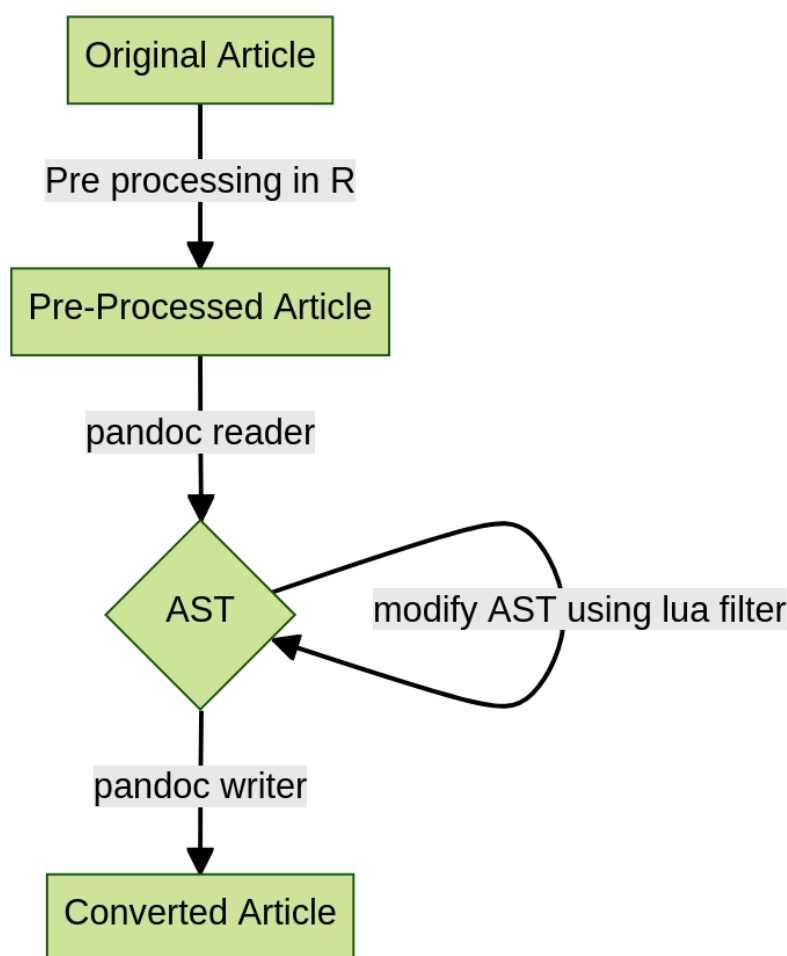 Original Article
Pre processing in R
Pre-Processed Article
pandoc reader
AST
modify AST using lua filter
pandoc writer
Converted Article